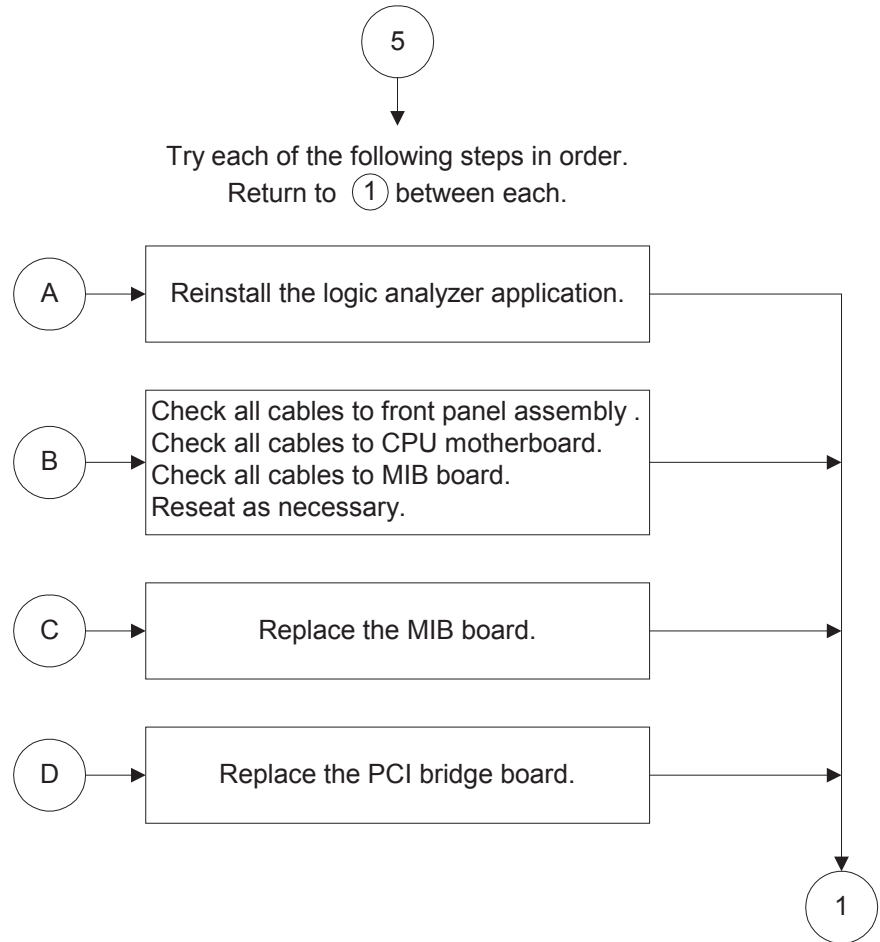 5
Try each of the following steps in order.
Return to 1 between each.
A
Reinstall the logic analyzer application.
B
Check all cables to front panel assembly .
Check all cables to CPU motherboard.
Check all cables to MIB board.
Reseat as necessary.
C
Replace the MIB board.
D
Replace the PCI bridge board.
1